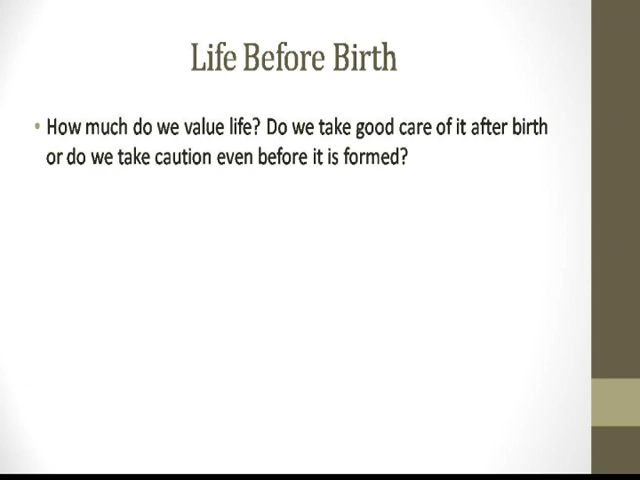 Life Before Birth
• How much do we value life? Do we take good care of it after birth
or do we take caution even before it is formed?